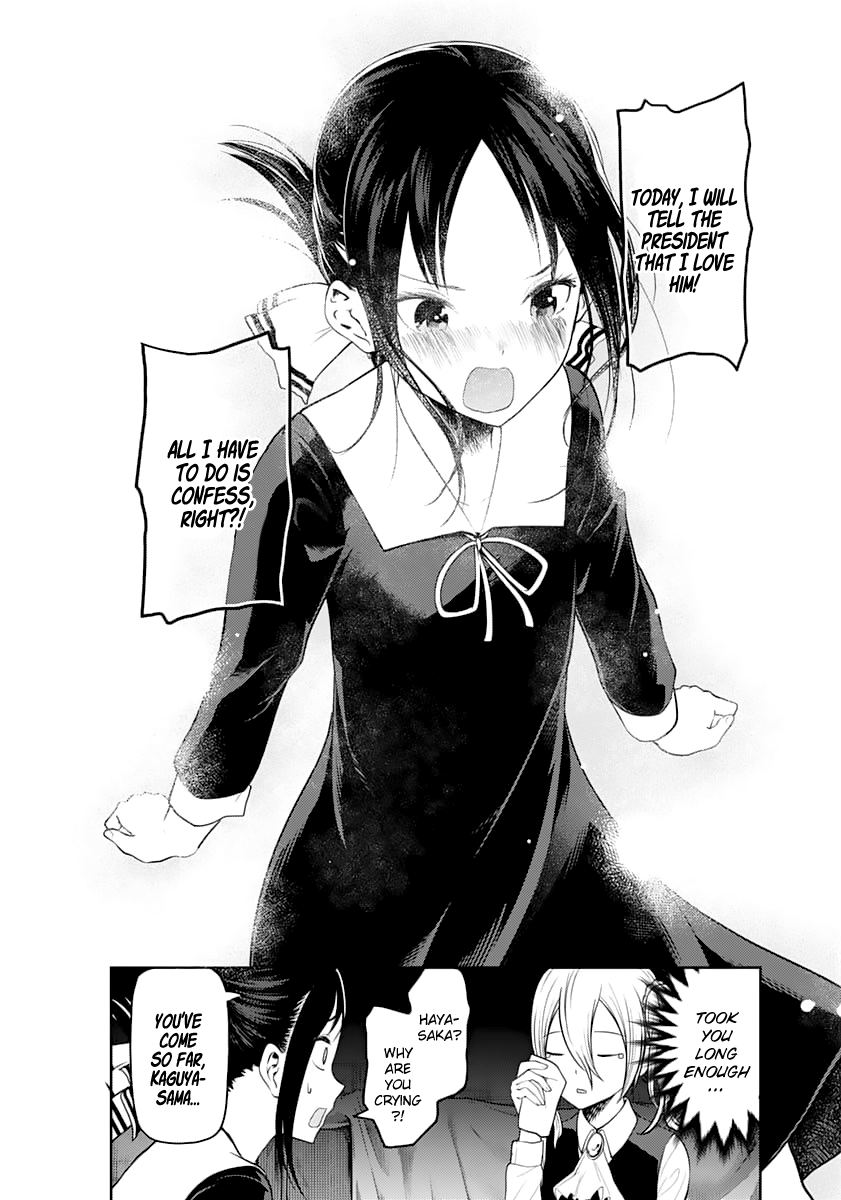 TODAY, I WILL
TELL THE
PRESIDENT
THAT I LOVE
HIM!
ALL I HAVE
TO DO IS
CONFESS,
RIGHT?!
TOOK
YOU
LONG
ENOUGH
...
HAYA-
SAKA?
WHY
ARE
YOU
CRYING
?!
YOU'VE
COME
SO FAR,
KAGUYA-
SAMA...